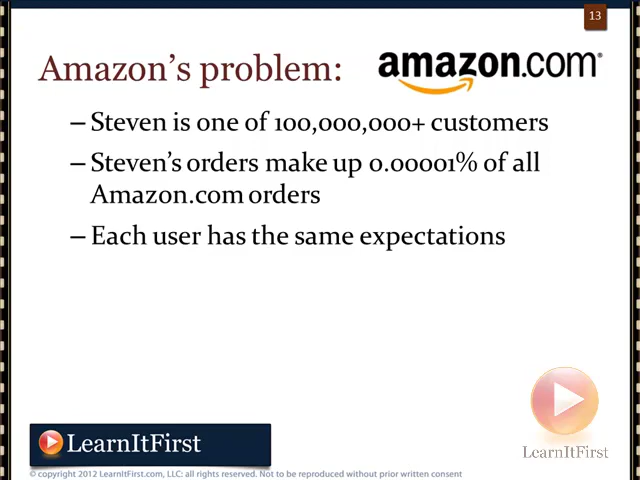 13
Amazon's problem:
amazon.com®
– Steven is one of 100,000,000+ customers
– Steven's orders make up 0.00001% of all
Amazon.com orders
– Each user has the same expectations
LearnItFirst
LearnItFirst
© copyright 2012 LearnItFirst.com, LLC: all rights reserved. Not to be reproduced without prior written consent